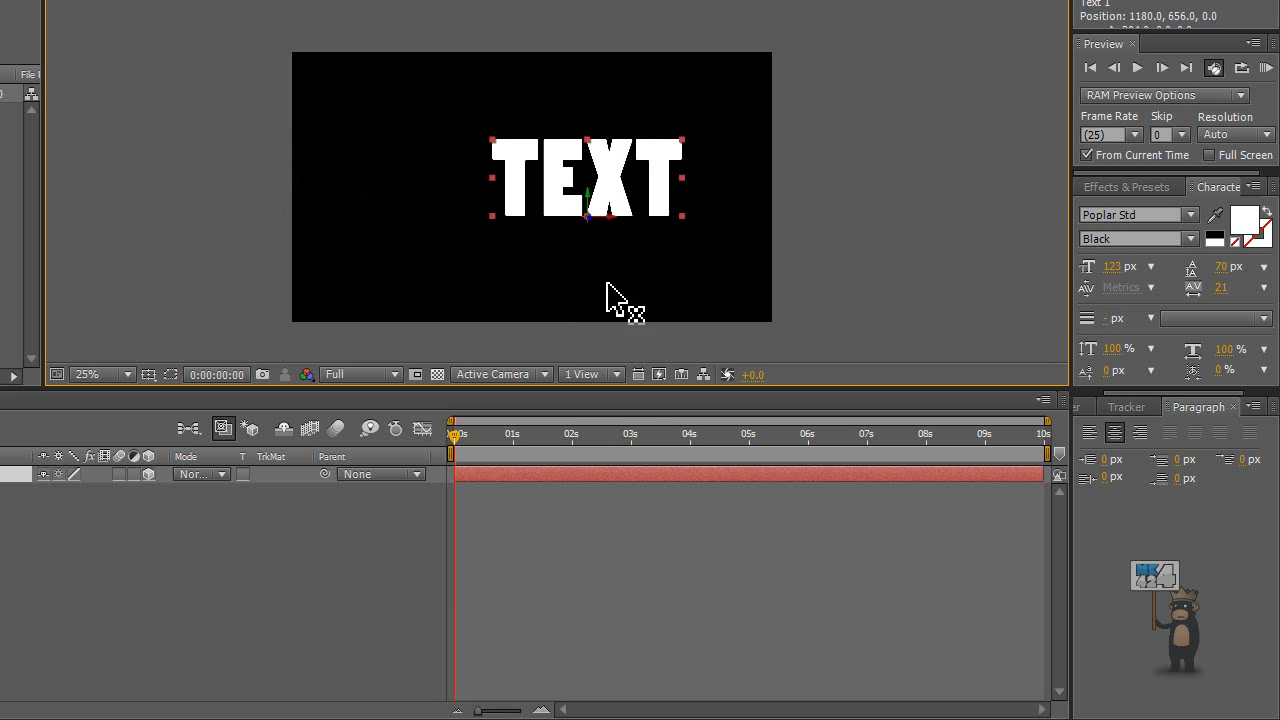 Text 1
Position: 1180.0, 656.0, 0.0
Preview
File
RAM Preview Options
Frame Rate Skip Resolution
(25) 0 Auto
From Current Time Full Screen
TEXT
Effects & Presets Characte
Poplar Std
Black
123 px 70 px
Metrics 21
- px
100 % 100 %
0 px 0 %
25% 0:00:00:00 Full Active Camera 1 View +0.0
er Tracker Paragraph
0s 01s 02s 03s 04s 05s 06s 07s 08s 09s 10s
fx Mode T TrkMat Parent
Nor... None
0 px 0 px 0 px
0 px 0 px